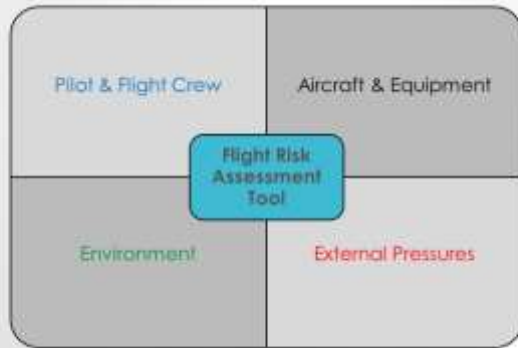 Pilot & Flight Crew
Aircraft & Equipment
Flight Risk
Assessment
Tool
Environment
External Pressures